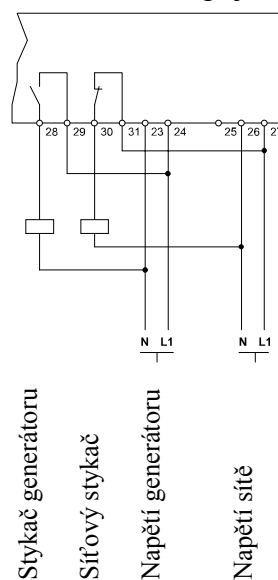 28 29 30 31 23 24 25 26 27
N L1 N L1
Stykač generátoru
Síťový stykač
Napětí generátoru
Napětí sítě